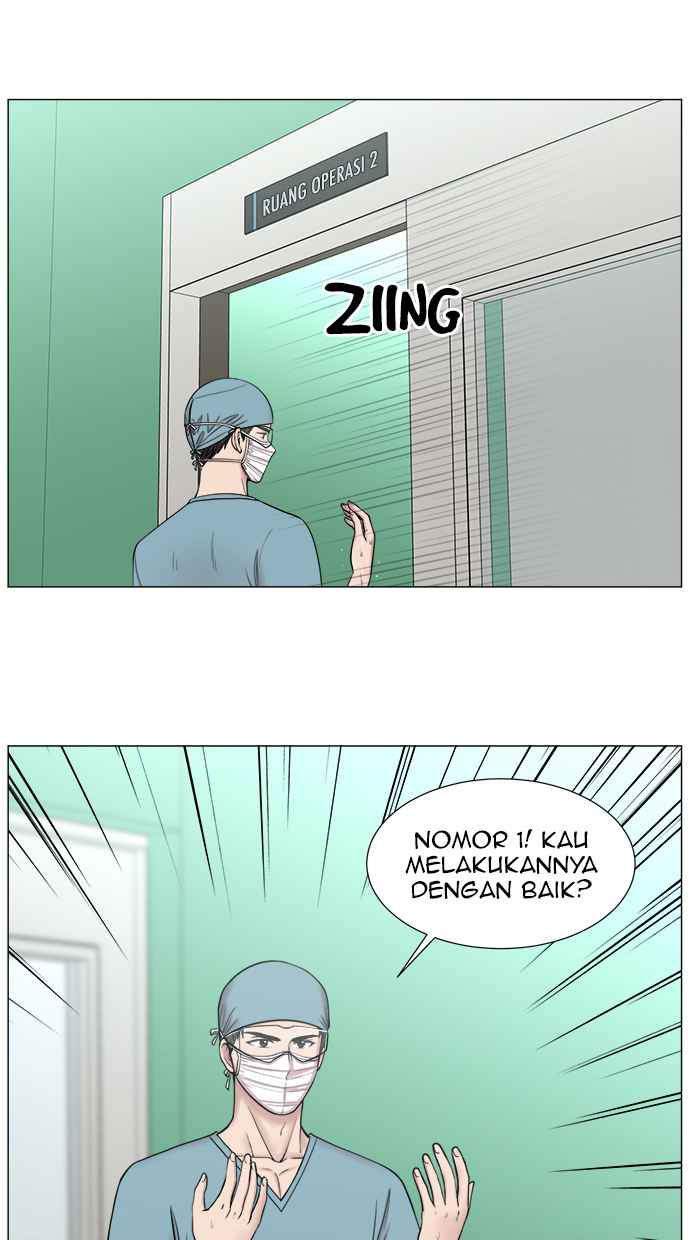 RUANG OPERASI 2
ZIING
NOMOR 1! KAU
MELAKUKANNYA
DENGAN BAIK?